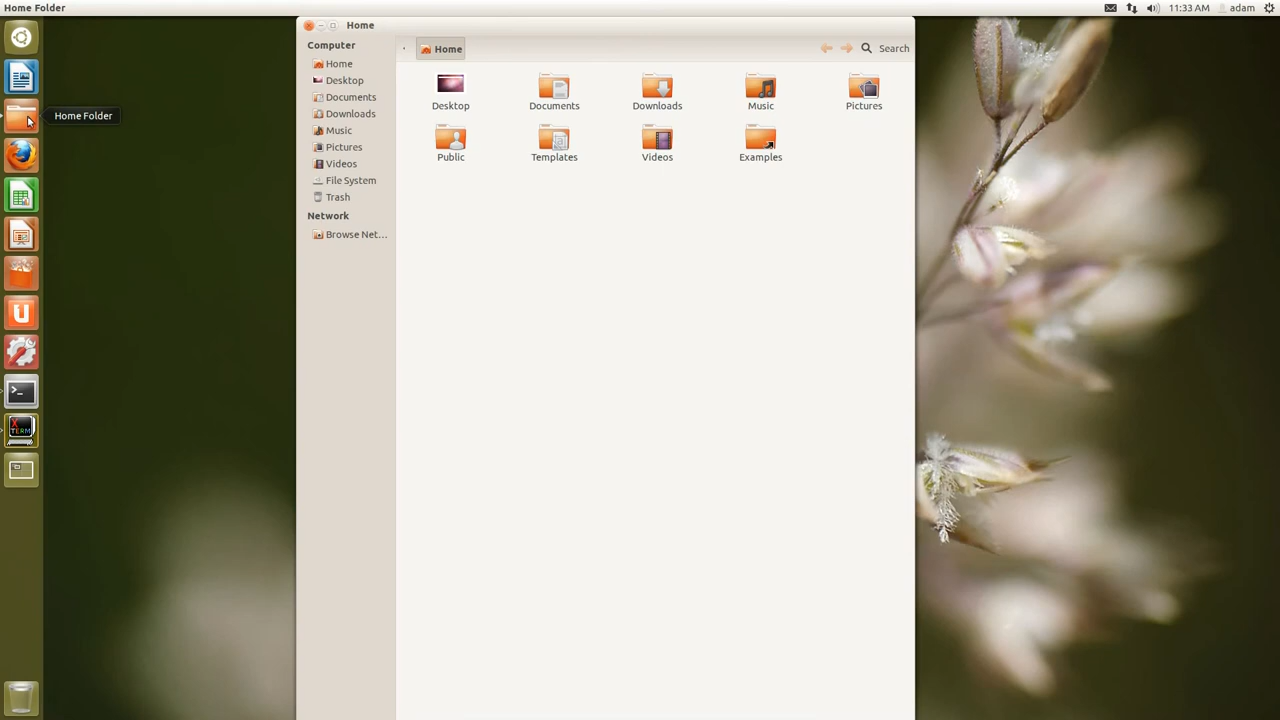 Home Folder
11:33 AM
adam
Home
Computer
Home
Desktop
Documents
Downloads
Music
Pictures
Videos
File System
Trash
Network
Browse Net...
Home
Search
Desktop
Documents
Downloads
Music
Pictures
Public
Templates
Videos
Examples
Home Folder
X
TERM